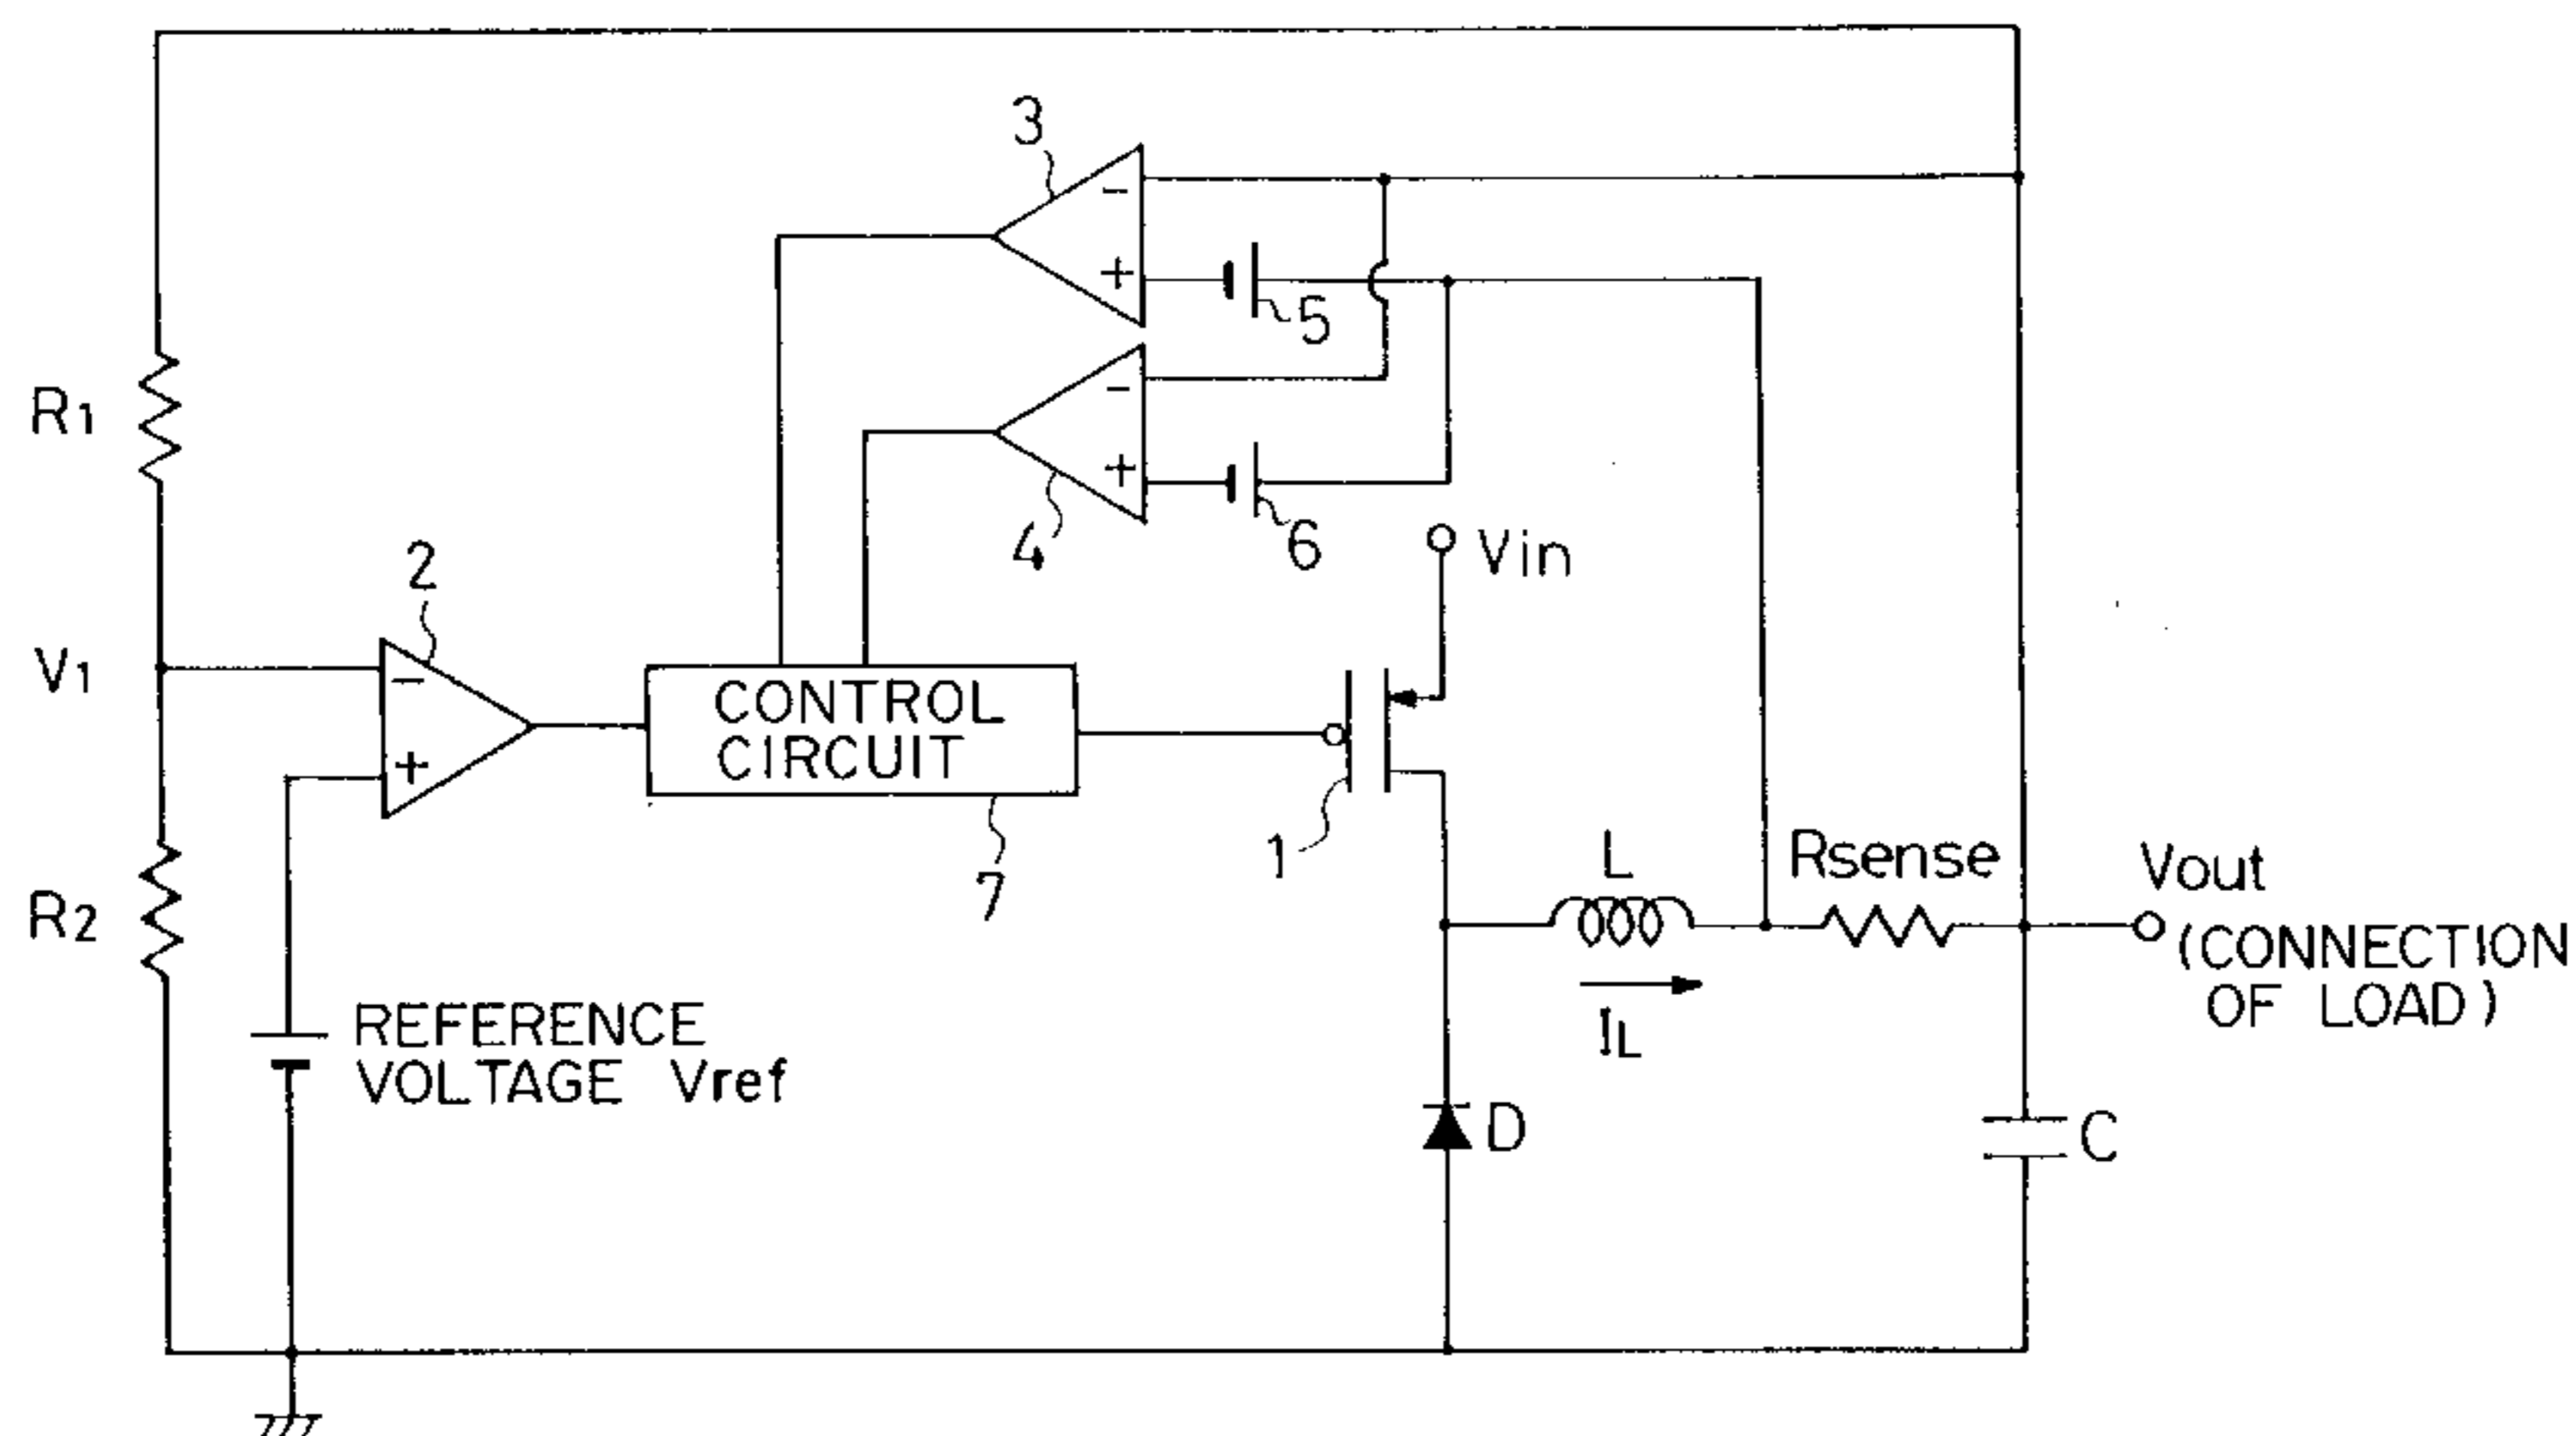 3
-
+
5
R1
-
+
4
6
Vin
2
V1
-
+
CONTROL
CIRCUIT
1
7
L
Rsense
Vout
(CONNECTION
OF LOAD)
IL
R2
REFERENCE
VOLTAGE Vref
D
C